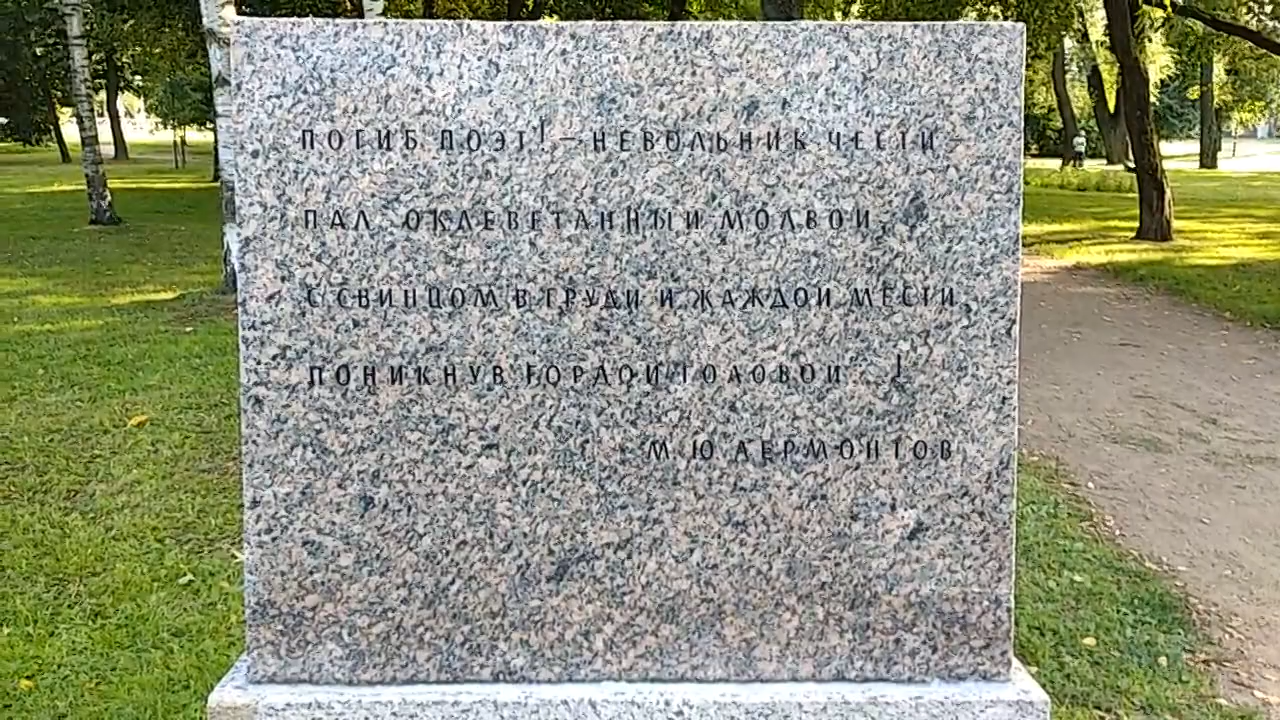 ПОГИБ ПОЭТ! – НЕВОЛЬНИК ЧЕСТИ –
ПАЛ, ОКЛЕВЕТАННЫЙ МОЛВОЙ,
С СВИНЦОМ В ГРУДИ И ЖАЖДОЙ МЕСТИ,
ПОНИКНУВ ГОРДОЙ ГОЛОВОЙ ..!
М.Ю.ЛЕРМОНТОВ